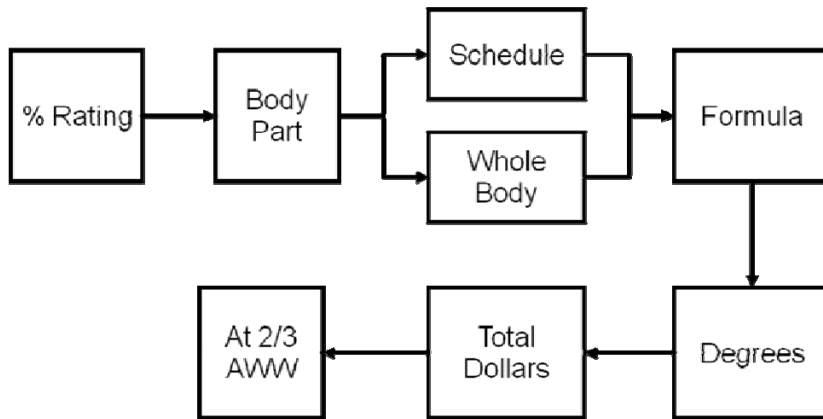 % Rating
Body
Part
Schedule
Whole
Body
Formula
At 2/3
AWW
Total
Dollars
Degrees